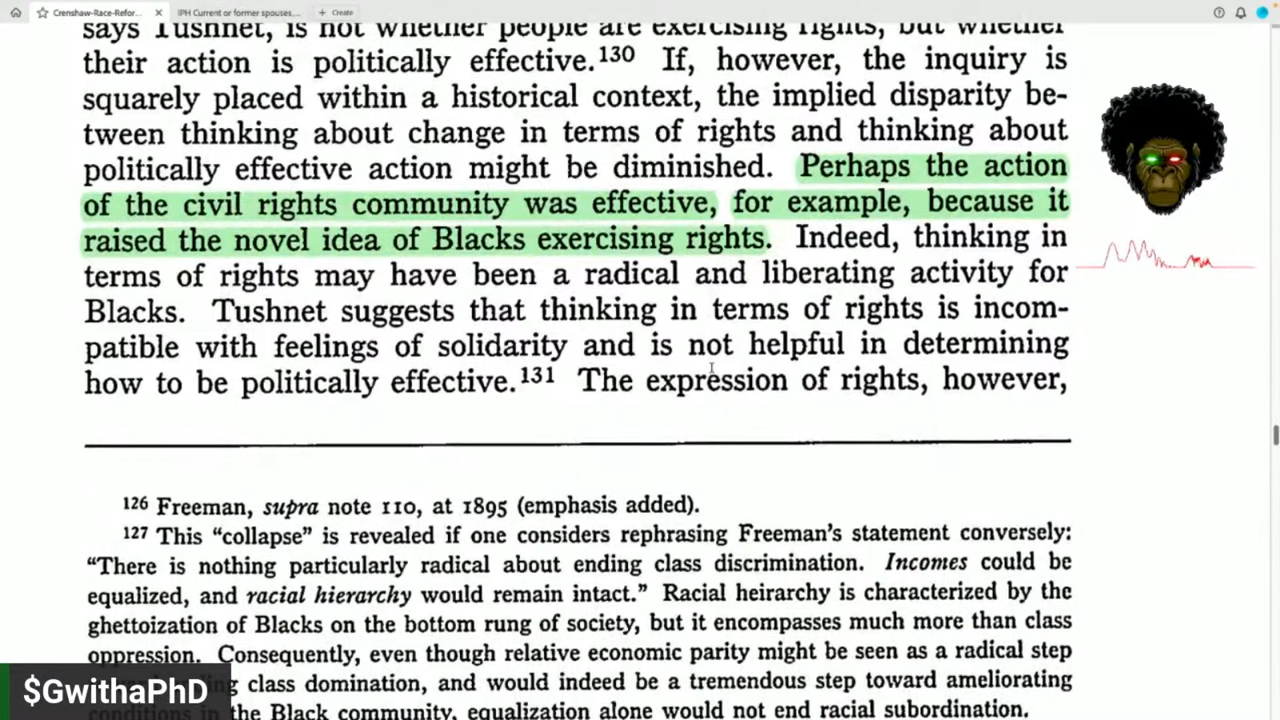 Crenshaw-Race-Refor...
IPH Current or former spouses,...
+ Create
says Tushnet, is not whether people are exercising rights, but whether
their action is politically effective.130 If, however, the inquiry is
squarely placed within a historical context, the implied disparity be-
tween thinking about change in terms of rights and thinking about
politically effective action might be diminished. Perhaps the action
of the civil rights community was effective, for example, because it
raised the novel idea of Blacks exercising rights. Indeed, thinking in
terms of rights may have been a radical and liberating activity for
Blacks. Tushnet suggests that thinking in terms of rights is incom-
patible with feelings of solidarity and is not helpful in determining
how to be politically effective.131 The expression of rights, however,
126 Freeman, supra note 110, at 1895 (emphasis added).
127 This “collapse” is revealed if one considers rephrasing Freeman’s statement conversely:
“There is nothing particularly radical about ending class discrimination. Incomes could be
equalized, and racial hierarchy would remain intact.” Racial heirarchy is characterized by the
ghettoization of Blacks on the bottom rung of society, but it encompasses much more than class
oppression. Consequently, even though relative economic parity might be seen as a radical step
class domination, and would indeed be a tremendous step toward ameliorating
in the Black community, equalization alone would not end racial subordination.
$GwithaPhD